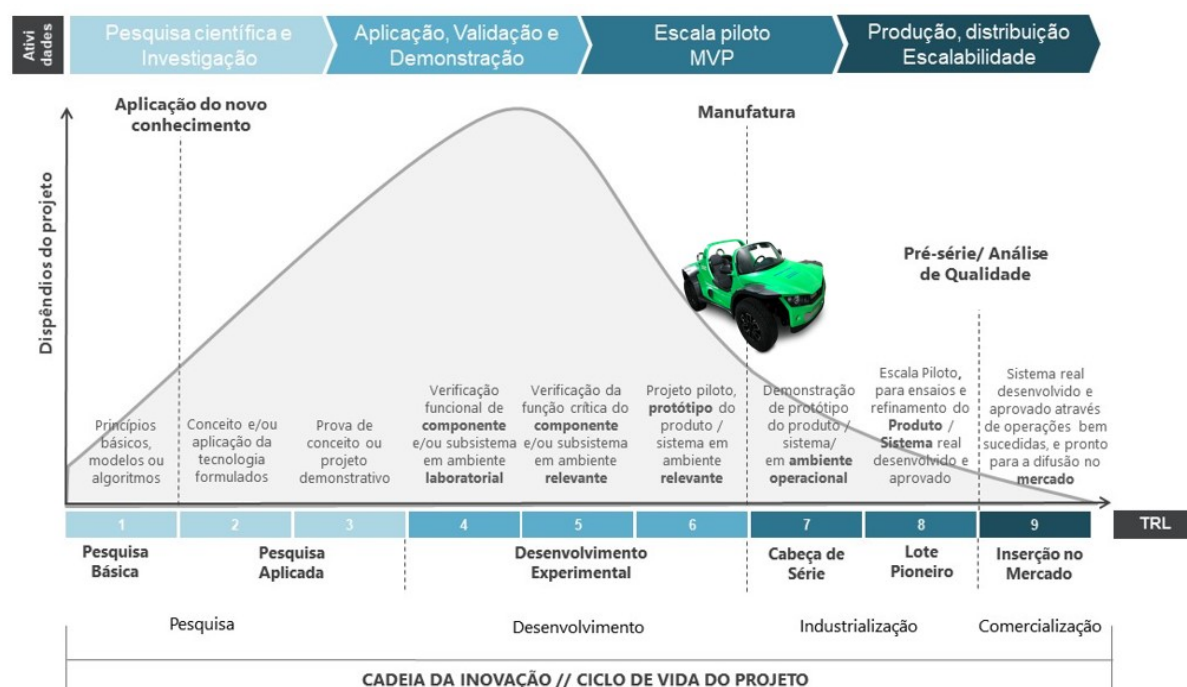 Ativi
dades
Pesquisa científica e
Investigação
Aplicação, Validação e
Demonstração
Escala piloto
MVP
Produção, distribuição
Escalabilidade
Aplicação do novo
conhecimento
Manufatura
Pré-série/ Análise
de Qualidade
Dispêndios do projeto
Princípios
básicos,
modelos ou
algoritmos
Conceito e/ou
aplicação da
tecnologia
formulados
Prova de
conceito ou
projeto
demonstrativo
Verificação
funcional de
componente
e/ou subsistema
em ambiente
laboratorial
Verificação da
função crítica do
componente
e/ou subsistema
em ambiente
relevante
Projeto piloto,
protótipo do
produto /
sistema em
ambiente
relevante
Demonstração
de protótipo
do produto /
sistema/
em ambiente
operacional
Escala Piloto,
para ensaios e
refinamento do
Produto /
Sistema real
desenvolvido e
aprovado
Sistema real
desenvolvido e
aprovado através
de operações bem
sucedidas, e pronto
para a difusão no
mercado
1
2
3
4
5
6
7
8
9
TRL
Pesquisa
Básica
Pesquisa
Aplicada
Desenvolvimento
Experimental
Cabeça de
Série
Lote
Pioneiro
Inserção no
Mercado
Pesquisa
Desenvolvimento
Industrialização
Comercialização
CADEIA DA INOVAÇÃO // CICLO DE VIDA DO PROJETO